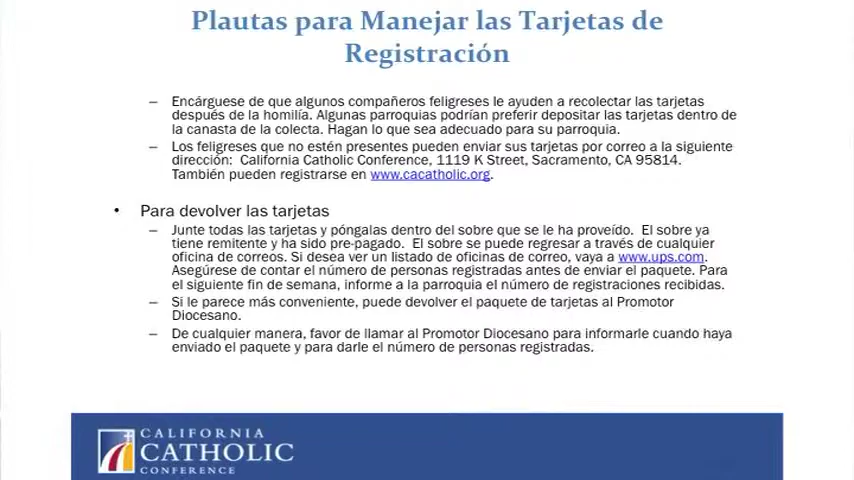 Plautas para Manejar las Tarjetas de
Registración
– Encárguese de que algunos compañeros feligreses le ayuden a recolectar las tarjetas
después de la homilía. Algunas parroquias podrían preferir depositar las tarjetas dentro de
la canasta de la colecta. Hagan lo que sea adecuado para su parroquia.
– Los feligreses que no estén presentes pueden enviar sus tarjetas por correo a la siguiente
dirección: California Catholic Conference, 1119 K Street, Sacramento, CA 95814.
También pueden registrarse en www.cacatholic.org.
• Para devolver las tarjetas
– Junte todas las tarjetas y póngalas dentro del sobre que se le ha proveído. El sobre ya
tiene remitente y ha sido pre-pagado. El sobre se puede regresar a través de cualquier
oficina de correos. Si desea ver un listado de oficinas de correo, vaya a www.ups.com.
Asegúrese de contar el número de personas registradas antes de enviar el paquete. Para
el siguiente fin de semana, informe a la parroquia el número de registraciones recibidas.
– Si le parece más conveniente, puede devolver el paquete de tarjetas al Promotor
Diocesano.
– De cualquier manera, favor de llamar al Promotor Diocesano para informarle cuando haya
enviado el paquete y para darle el número de personas registradas.
CALIFORNIA
CATHOLIC
CONFERENCE